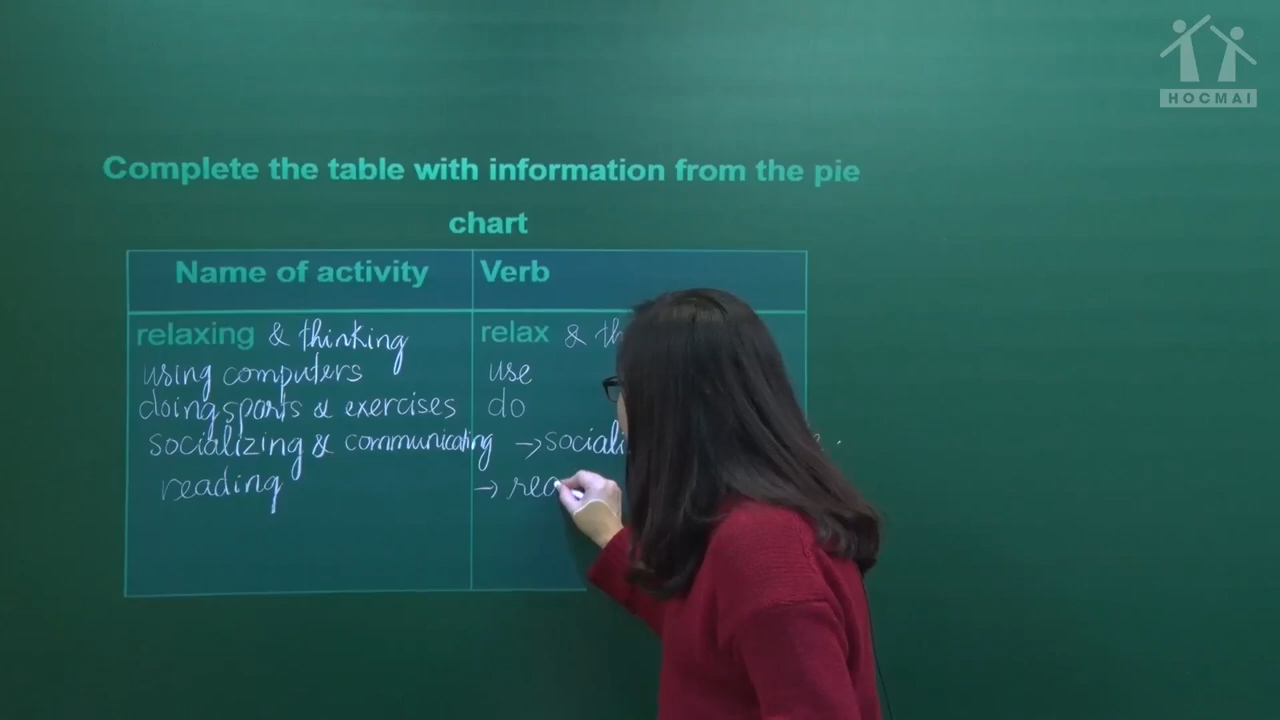 HOCMAI
Complete the table with information from the pie
chart
Name of activity Verb
relaxing & thinking relax & th
using computers use
doing sports & exercises do
socializing & communicating → sociali
reading → rea